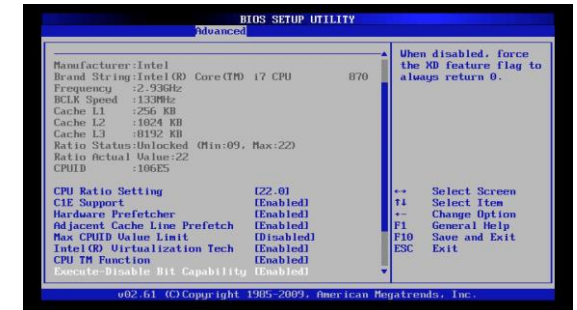 BIOS SETUP UTILITY
Advanced
Manufacturer:Intel
Brand String:Intel(R) Core(TM) i7 CPU 870
Frequency :2.93GHz
BCLK Speed :133MHz
Cache L1 :256 KB
Cache L2 :1024 KB
Cache L3 :8192 KB
Ratio Status:Unlocked (Min:09, Max:22)
Ratio Actual Value:22
CPUID :106E5
CPU Ratio Setting [22.0]
C1E Support [Enabled]
Hardware Prefetcher [Enabled]
Adjacent Cache Line Prefetch [Enabled]
Max CPUID Value Limit [Disabled]
Intel(R) Virtualization Tech [Enabled]
CPU TM Function [Enabled]
Execute-Disable Bit Capability [Enabled]
When disabled, force
the XD feature flag to
always return 0.
↔ Select Screen
↑↓ Select Item
+- Change Option
F1 General Help
F10 Save and Exit
ESC Exit
v02.61 (C)Copyright 1985-2009, American Megatrends, Inc.